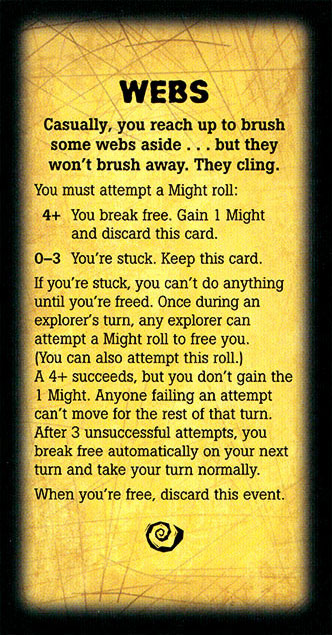 WEBS
Casually, you reach up to brush
some webs aside . . . but they
won't brush away. They cling.
You must attempt a Might roll:
4+ You break free. Gain 1 Might
and discard this card.
0–3 You're stuck. Keep this card.
If you're stuck, you can't do anything
until you're freed. Once during an
explorer's turn, any explorer can
attempt a Might roll to free you.
(You can also attempt this roll.)
A 4+ succeeds, but you don't gain the
1 Might. Anyone failing an attempt
can't move for the rest of that turn.
After 3 unsuccessful attempts, you
break free automatically on your next
turn and take your turn normally.
When you're free, discard this event.